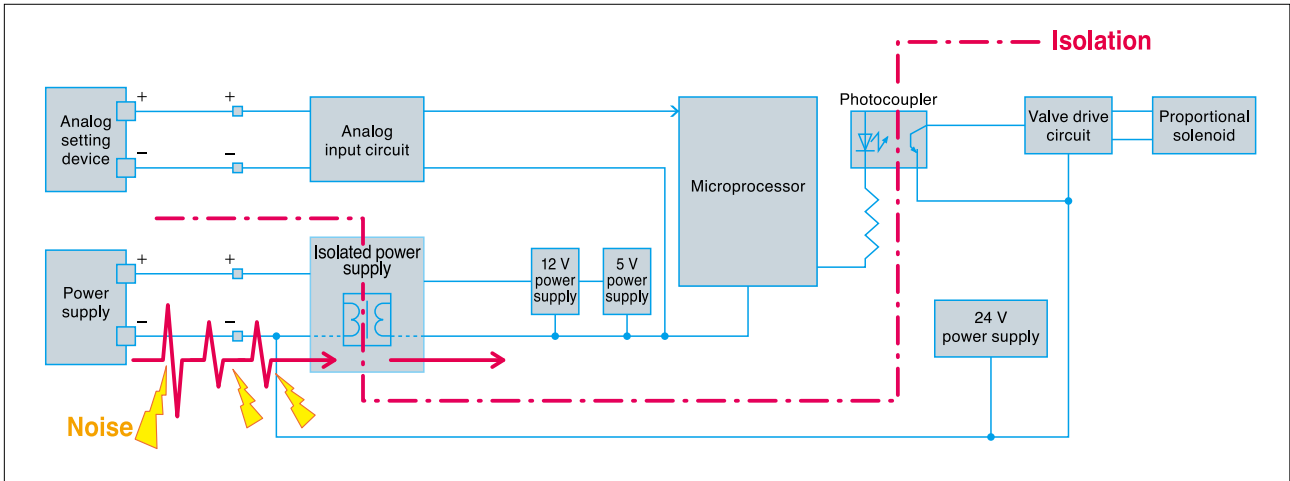 Isolation
Analog
setting
device
+
−
+
−
Analog
input circuit
Microprocessor
Photocoupler
Valve drive
circuit
Proportional
solenoid
Power
supply
+
−
+
−
Isolated power
supply
12 V
power
supply
5 V
power
supply
24 V
power supply
Noise